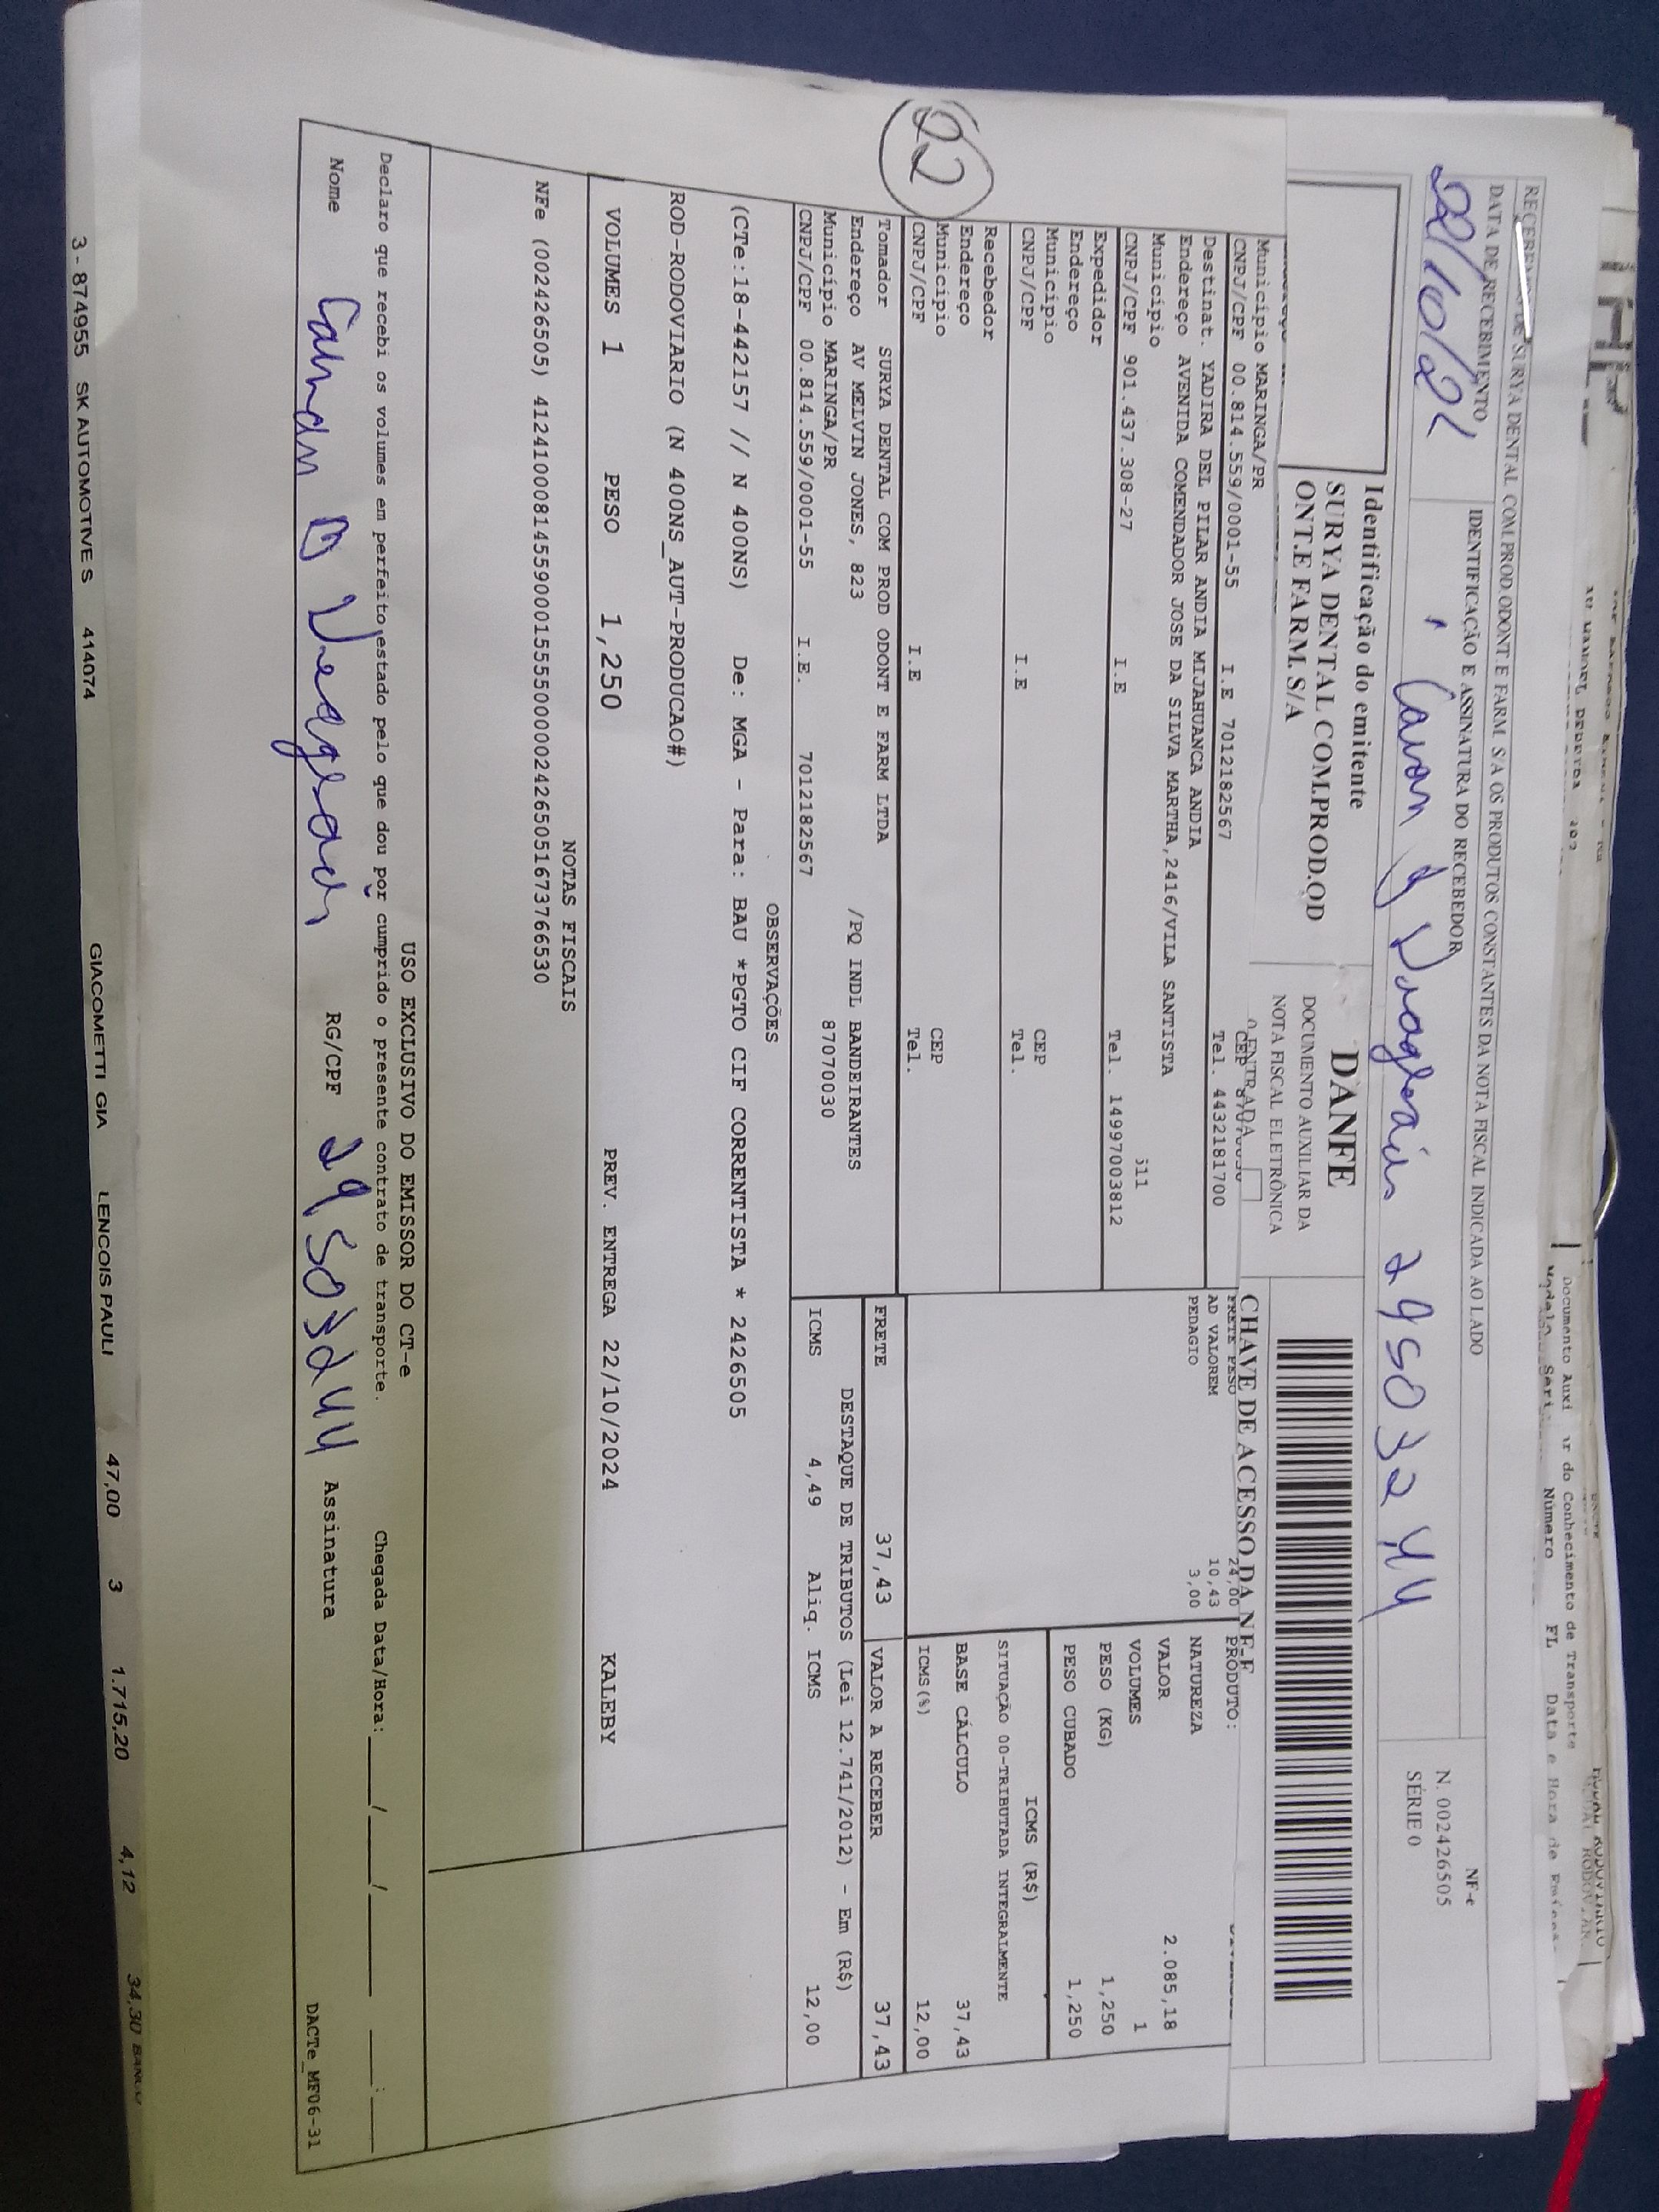 RECEBEMOS DE SURYA DENTAL COM.PROD.ODONT.E FARM. S/A OS PRODUTOS CONSTANTES DA NOTA FISCAL INDICADA AO LADO
DATA DE RECEBIMENTO
IDENTIFICAÇÃO E ASSINATURA DO RECEBEDOR
29503244
NF-e
N. 002426505
SÉRIE 0
Identificação do emitente
SURYA DENTAL COM.PROD.OD
ONT.E FARM. S/A
DANFE
DOCUMENTO AUXILIAR DA
NOTA FISCAL ELETRÔNICA
0 ENTRADA
CHAVE DE ACESSO DA NF-E
Município MARINGA/PR
CNPJ/CPF 00.814.559/0001-55 I.E 7012182567 Tel. 4432181700
Destinat. YADIRA DEL PILAR ANDIA MIJAHUANCA ANDIA
Endereço AVENIDA COMENDADOR JOSE DA SILVA MARTHA,2416/VILA SANTISTA
Município
CNPJ/CPF 901.437.308-27 I.E Tel. 14997003812
Expedidor
Endereço
Município CEP
CNPJ/CPF I.E Tel.
Recebedor
Endereço
Município CEP
CNPJ/CPF I.E Tel.
Tomador SURYA DENTAL COM PROD ODONT E FARM LTDA
Endereço AV MELVIN JONES, 823 /PQ INDL BANDEIRANTES
Município MARINGA/PR 87070030
CNPJ/CPF 00.814.559/0001-55 I.E. 7012182567
FRETE PESO 24,00
AD VALOREM 10,43
PEDAGIO 3,00
PRODUTO:
NATUREZA
VALOR 2.085,18
VOLUMES 1
PESO (KG) 1,250
PESO CUBADO 1,250
ICMS (R$)
SITUAÇÃO 00-TRIBUTADA INTEGRALMENTE
BASE CÁLCULO 37,43
ICMS(%) 12,00
FRETE 37,43 VALOR A RECEBER 37,43
DESTAQUE DE TRIBUTOS (Lei 12.741/2012) - Em (R$)
ICMS 4,49 Aliq. ICMS 12,00
OBSERVAÇÕES
(CTe:18-442157 // N 400NS) De: MGA - Para: BAU *PGTO CIF CORRENTISTA * 2426505
ROD-RODOVIARIO (N 400NS_AUT-PRODUCAO#)
VOLUMES 1 PESO 1,250 PREV. ENTREGA 22/10/2024 KALEBY
NOTAS FISCAIS
NFe (002426505) 41241000814559000155550000024265051673766530
USO EXCLUSIVO DO EMISSOR DO CT-e
Declaro que recebi os volumes em perfeito estado pelo que dou por cumprido o presente contrato de transporte. Chegada Data/Hora: ___/___/_____ __:__
Nome RG/CPF 29503244 Assinatura
DACTe_MF06-31
3 - 874955 SK AUTOMOTIVE S 414074 GIACOMETTI GIA LENCOIS PAULI 47,00 3 1.715,20 4,12 34,30